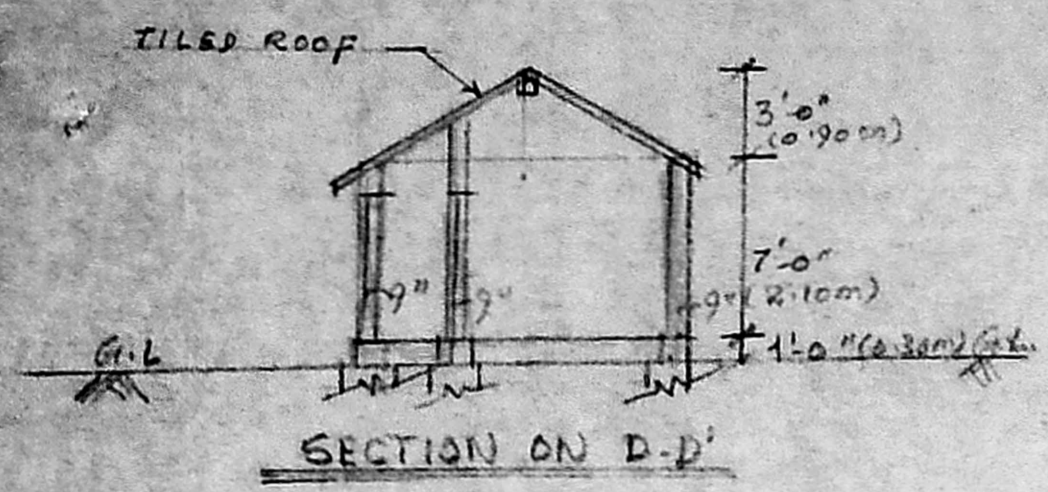 TILED ROOF
3'-0"
(0.90m)
7'-0"
9"
9"
9"
(2.10m)
G.L
1'-0"(0.30m) G.L.
SECTION ON D-D'